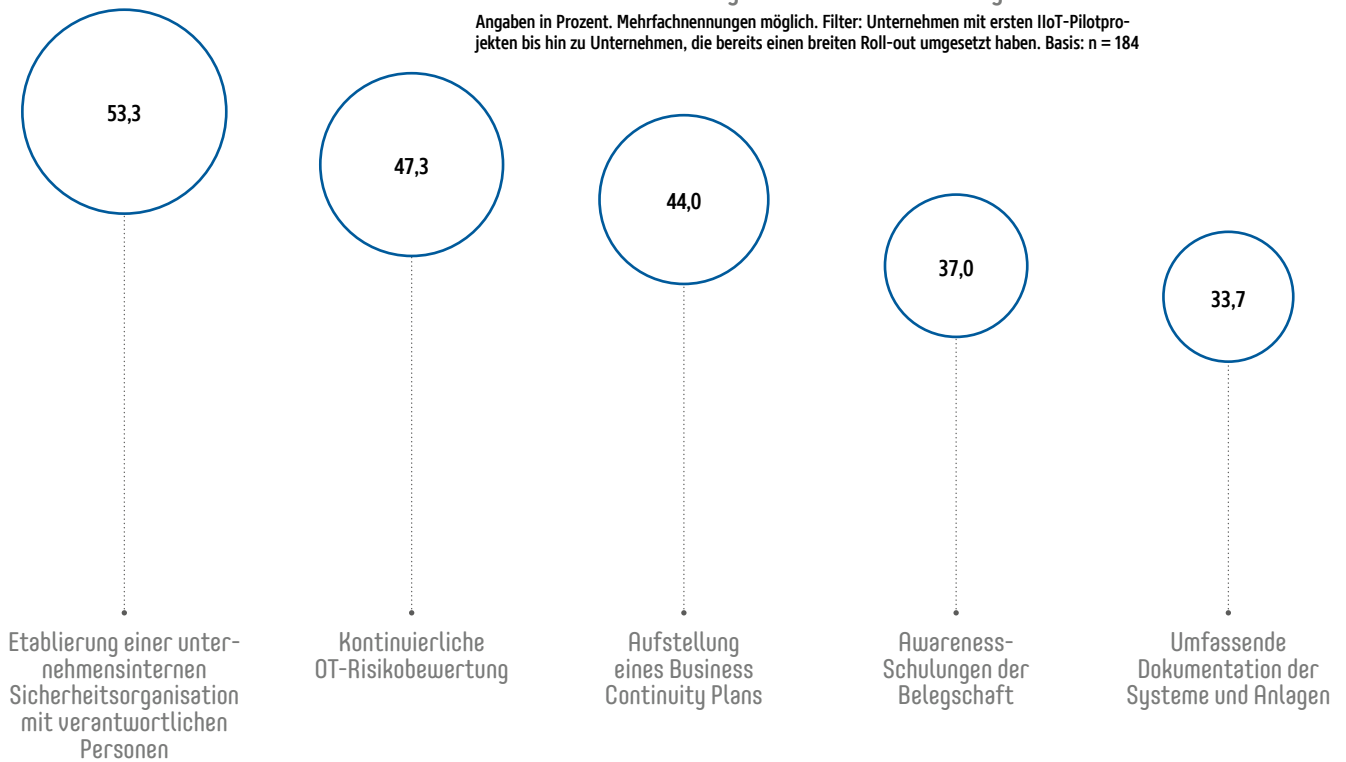 Angaben in Prozent. Mehrfachnennungen möglich. Filter: Unternehmen mit ersten IIoT-Pilotpro-
jekten bis hin zu Unternehmen, die bereits einen breiten Roll-out umgesetzt haben. Basis: n = 184
53,3
47,3
44,0
37,0
33,7
Etablierung einer unter-
nehmensinternen
Sicherheitsorganisation
mit verantwortlichen
Personen
Kontinuierliche
OT-Risikobewertung
Aufstellung
eines Business
Continuity Plans
Awareness-
Schulungen der
Belegschaft
Umfassende
Dokumentation der
Systeme und Anlagen